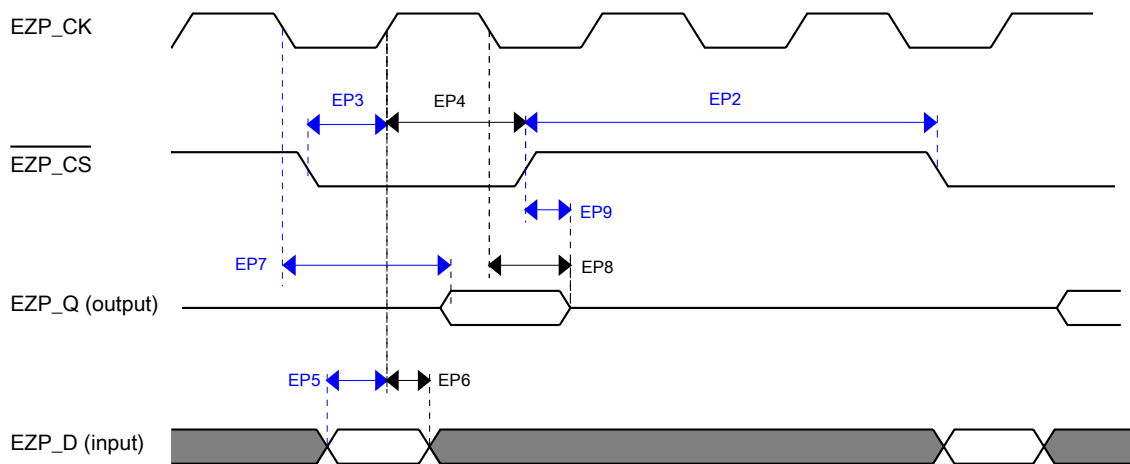 EZP_CK
EP3
EP4
EP2
EZP_CS
EP9
EP7
EP8
EZP_Q (output)
EP5
EP6
EZP_D (input)